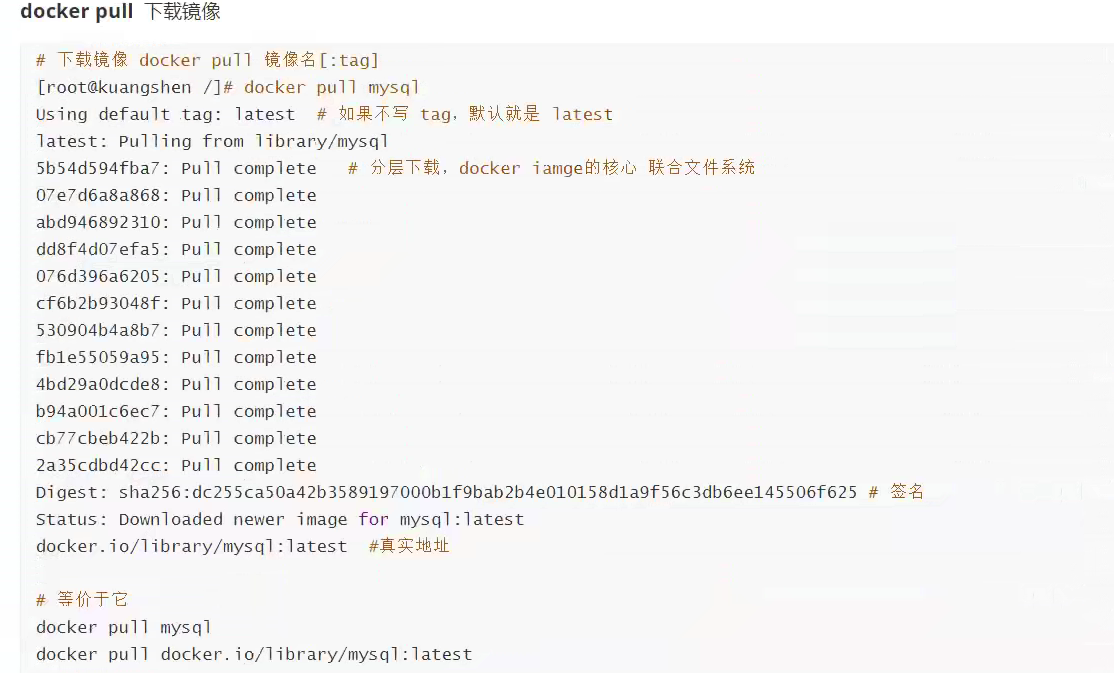 docker pull 下载镜像
# 下载镜像 docker pull 镜像名[:tag]
[root@kuangshen /]# docker pull mysql
Using default tag: latest # 如果不写 tag，默认就是 latest
latest: Pulling from library/mysql
5b54d594fba7: Pull complete # 分层下载，docker iamge的核心 联合文件系统
07e7d6a8a868: Pull complete
abd946892310: Pull complete
dd8f4d07efa5: Pull complete
076d396a6205: Pull complete
cf6b2b93048f: Pull complete
530904b4a8b7: Pull complete
fb1e55059a95: Pull complete
4bd29a0dcde8: Pull complete
b94a001c6ec7: Pull complete
cb77cbeb422b: Pull complete
2a35cdbd42cc: Pull complete
Digest: sha256:dc255ca50a42b3589197000b1f9bab2b4e010158d1a9f56c3db6ee145506f625 # 签名
Status: Downloaded newer image for mysql:latest
docker.io/library/mysql:latest #真实地址
# 等价于它
docker pull mysql
docker pull docker.io/library/mysql:latest